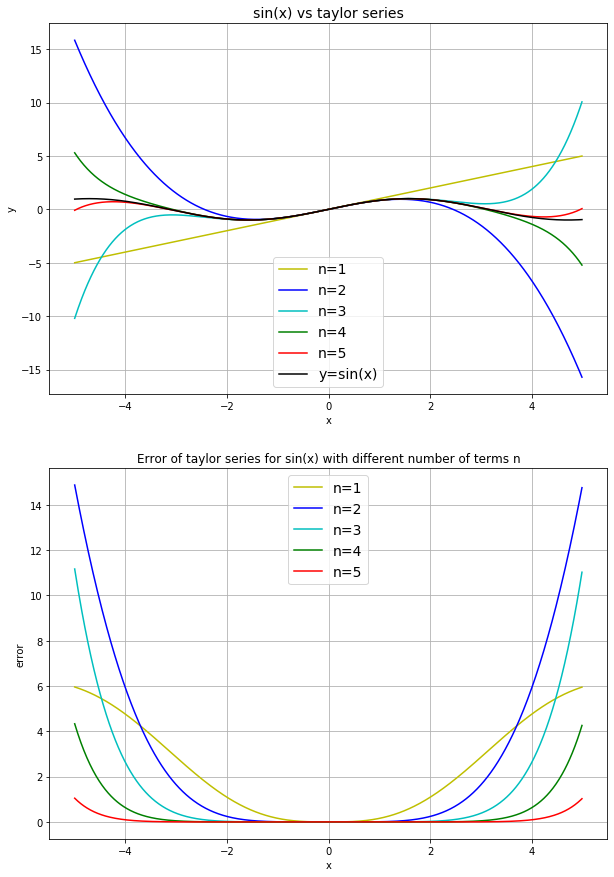 sin(x) vs taylor series
15
10
5
0
−5
−10
−15
y
n=1
n=2
n=3
n=4
n=5
y=sin(x)
−4 −2 0 2 4
x
Error of taylor series for sin(x) with different number of terms n
14
12
10
8
6
4
2
0
error
n=1
n=2
n=3
n=4
n=5
−4 −2 0 2 4
x